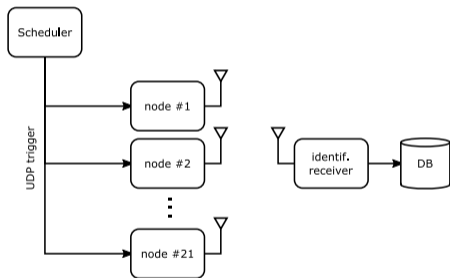 Scheduler
UDP trigger
node #1
node #2
node #21
identif.
receiver
DB